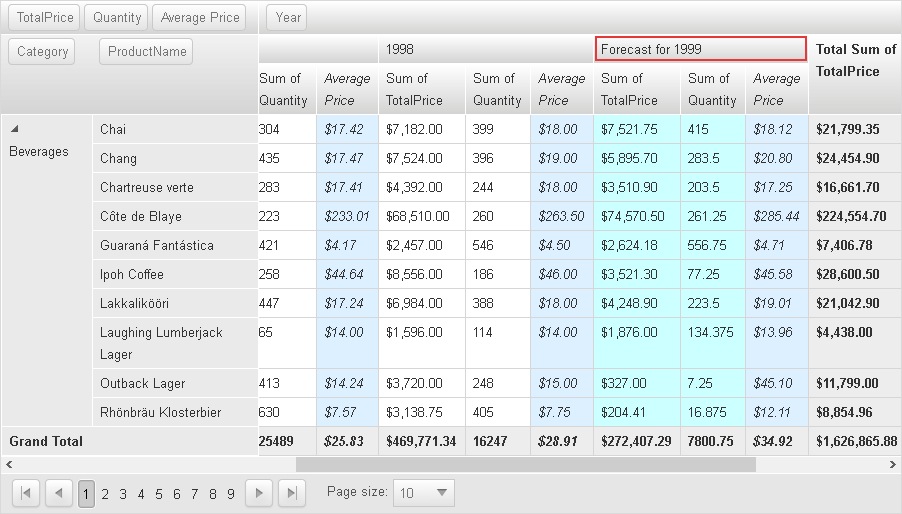 TotalPrice Quantity Average Price Year
Category ProductName 1998 Forecast for 1999 Total Sum of
TotalPrice
Sum of Average Sum of Sum of Average Sum of Sum of Average
Quantity Price TotalPrice Quantity Price TotalPrice Quantity Price
Beverages
Chai 304 $17.42 $7,182.00 399 $18.00 $7,521.75 415 $18.12 $21,799.35
Chang 435 $17.47 $7,524.00 396 $19.00 $5,895.70 283.5 $20.80 $24,454.90
Chartreuse verte 283 $17.41 $4,392.00 244 $18.00 $3,510.90 203.5 $17.25 $16,661.70
Côte de Blaye 223 $233.01 $68,510.00 260 $263.50 $74,570.50 261.25 $285.44 $224,554.70
Guaraná Fantástica 421 $4.17 $2,457.00 546 $4.50 $2,624.18 556.75 $4.71 $7,406.78
Ipoh Coffee 258 $44.64 $8,556.00 186 $46.00 $3,521.30 77.25 $45.58 $28,600.50
Lakkalikööri 447 $17.24 $6,984.00 388 $18.00 $4,248.90 223.5 $19.01 $21,042.90
Laughing Lumberjack 65 $14.00 $1,596.00 114 $14.00 $1,876.00 134.375 $13.96 $4,438.00
Lager
Outback Lager 413 $14.24 $3,720.00 248 $15.00 $327.00 7.25 $45.10 $11,799.00
Rhönbräu Klosterbier 630 $7.57 $3,138.75 405 $7.75 $204.41 16.875 $12.11 $8,854.96
Grand Total 25489 $25.83 $469,771.34 16247 $28.91 $272,407.29 7800.75 $34.92 $1,626,865.88
1 2 3 4 5 6 7 8 9 Page size: 10